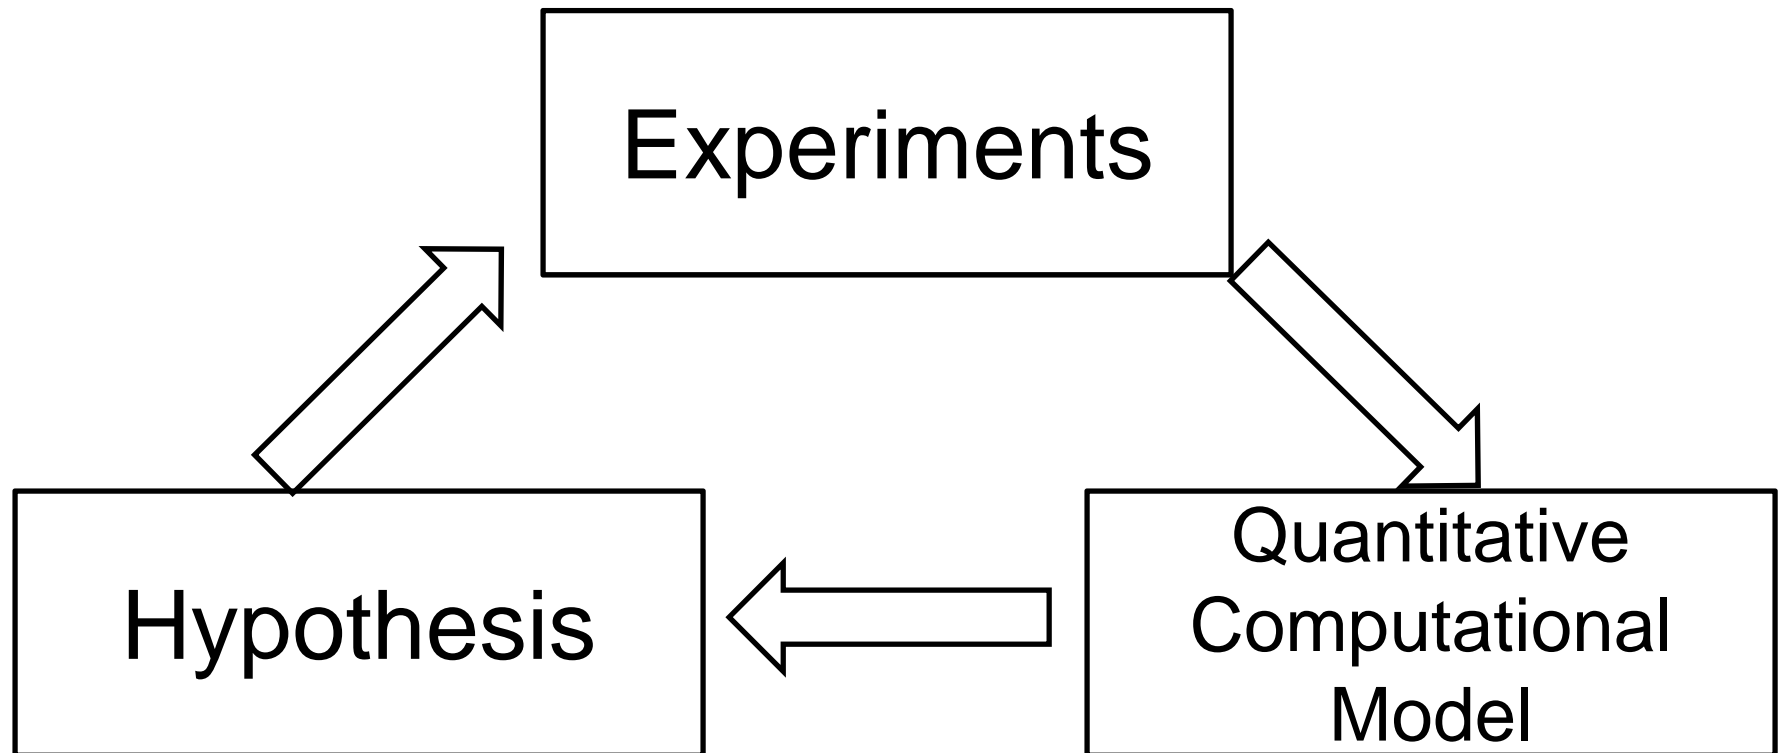 Experiments
Hypothesis
Quantitative
Computational
Model